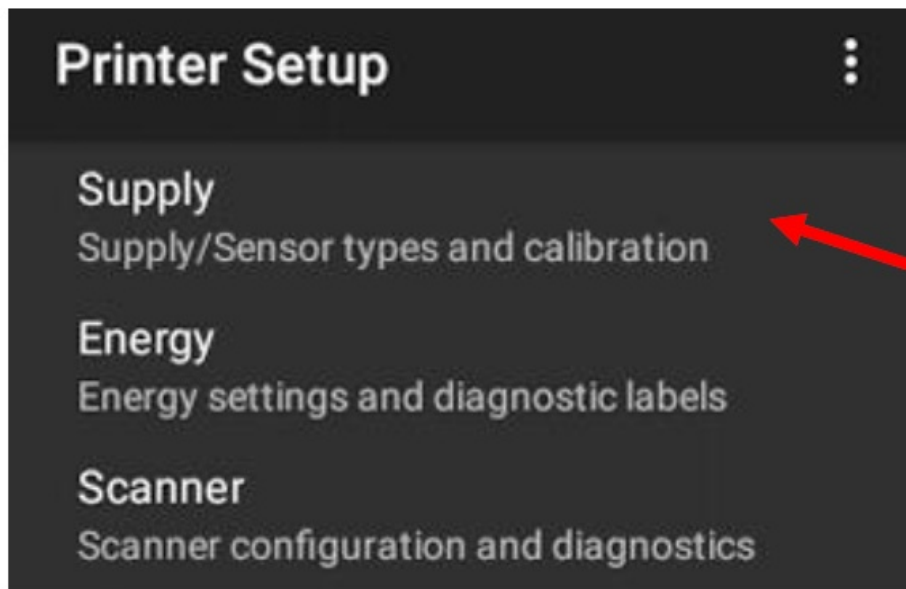 Printer Setup
Supply
Supply/Sensor types and calibration
Energy
Energy settings and diagnostic labels
Scanner
Scanner configuration and diagnostics